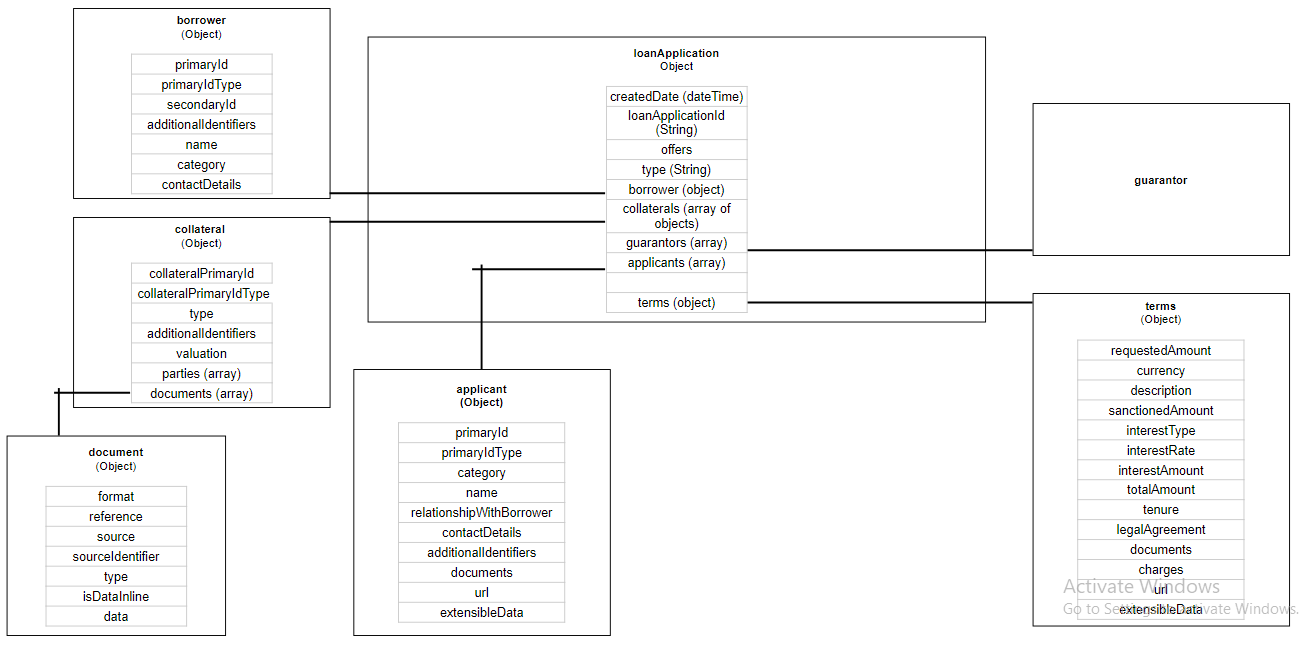 borrower
(Object)
primaryId
primaryIdType
secondaryId
additionalIdentifiers
name
category
contactDetails
loanApplication
Object
createdDate (dateTime)
loanApplicationId
(String)
offers
type (String)
borrower (object)
collaterals (array of
objects)
guarantors (array)
applicants (array)
terms (object)
guarantor
collateral
(Object)
collateralPrimaryId
collateralPrimaryIdType
type
additionalIdentifiers
valuation
parties (array)
documents (array)
terms
(Object)
requestedAmount
currency
description
sanctionedAmount
interestType
interestRate
interestAmount
totalAmount
tenure
legalAgreement
documents
charges
url
extensibleData
applicant
(Object)
primaryId
primaryIdType
category
name
relationshipWithBorrower
contactDetails
additionalIdentifiers
documents
url
extensibleData
document
(Object)
format
reference
source
sourceIdentifier
type
isDataInline
data
Activate Windows
Go to Settings to Activate Windows.